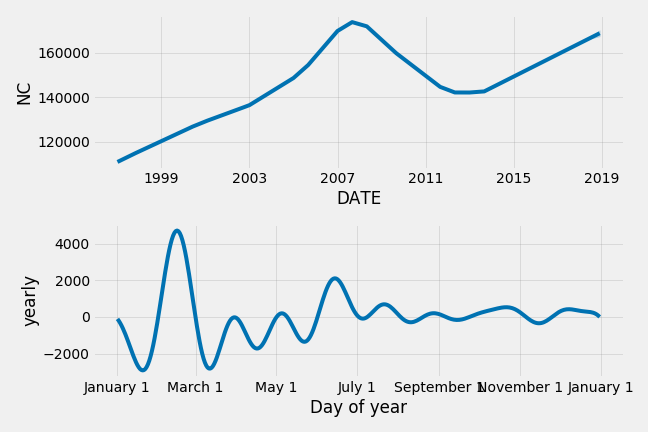 160000
140000
120000
NC
1999 2003 2007 2011 2015 2019
DATE
4000
2000
0
−2000
yearly
January 1 March 1 May 1 July 1 September 1 November 1 January 1
Day of year